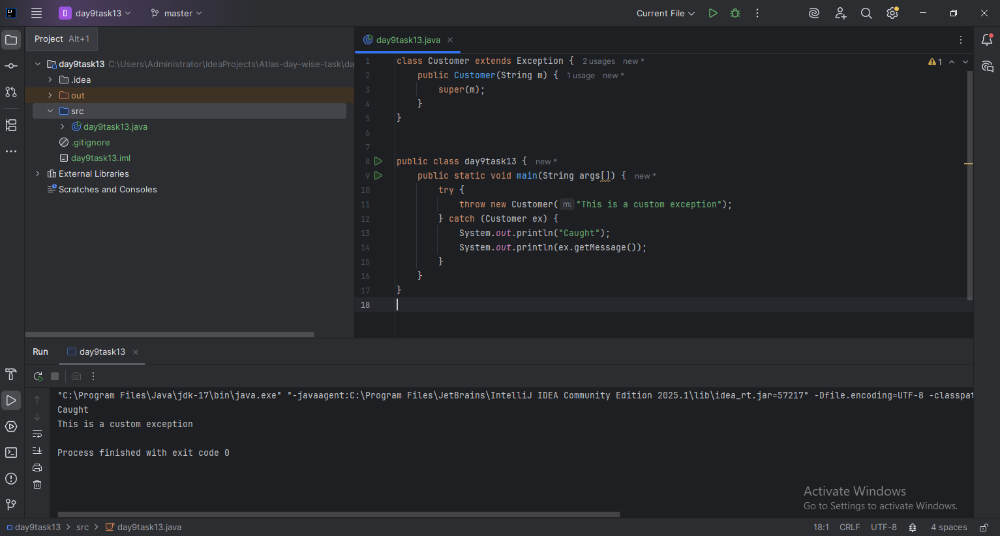 D day9task13 master Current File
Project Alt+1
day9task13 C:\Users\Administrator\IdeaProjects\Atlas-day-wise-task\da
.idea
out
src
day9task13.java
.gitignore
day9task13.iml
External Libraries
Scratches and Consoles
day9task13.java
1 class Customer extends Exception { 2 usages new *
2 public Customer(String m) { 1 usage new *
3 super(m);
4 }
5 }
6
7
8 public class day9task13 { new *
9 public static void main(String args[]) { new *
10 try {
11 throw new Customer( m: "This is a custom exception");
12 } catch (Customer ex) {
13 System.out.println("Caught");
14 System.out.println(ex.getMessage());
15 }
16 }
17 }
18
1
Run day9task13
"C:\Program Files\Java\jdk-17\bin\java.exe" "-javaagent:C:\Program Files\JetBrains\IntelliJ IDEA Community Edition 2025.1\lib\idea_rt.jar=57217" -Dfile.encoding=UTF-8 -classpat
Caught
This is a custom exception
Process finished with exit code 0
Activate Windows
Go to Settings to activate Windows.
day9task13 > src > day9task13.java 18:1 CRLF UTF-8 4 spaces